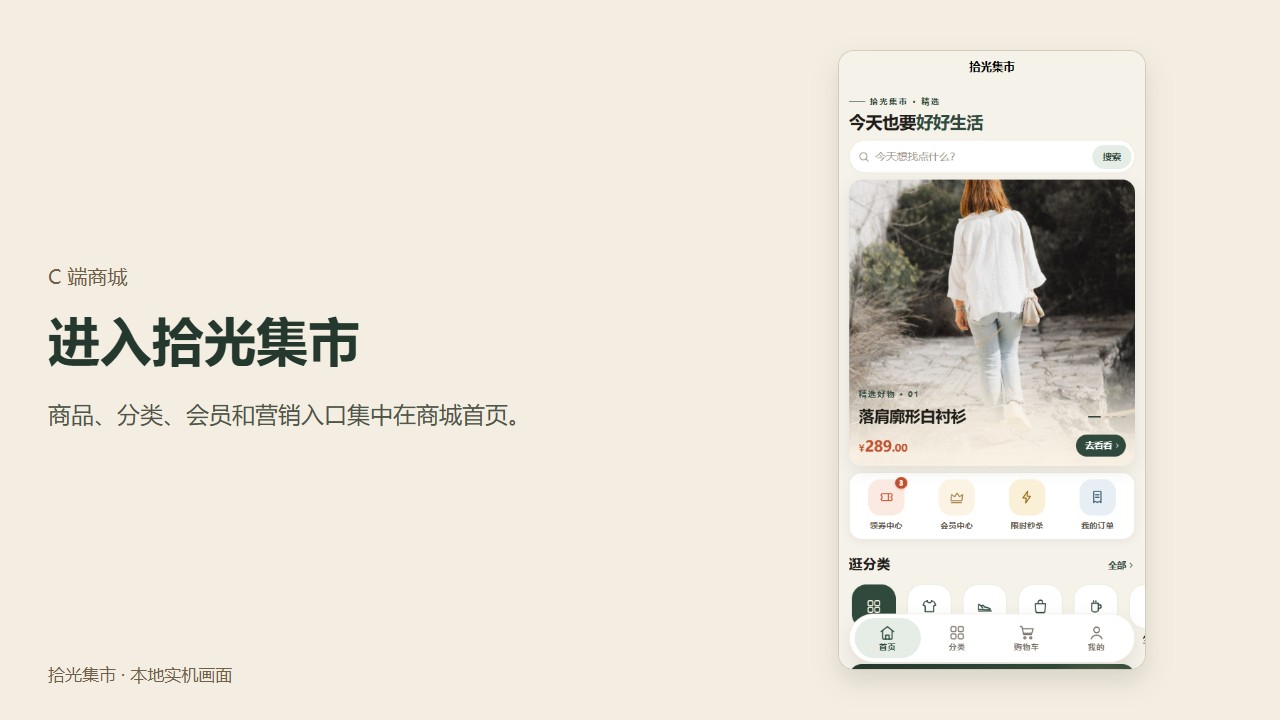 C 端商城
进入拾光集市
商品、分类、会员和营销入口集中在商城首页。
拾光集市 · 本地实机画面
拾光集市
拾光集市 · 精选
今天也要好好生活
今天想找点什么?
搜索
精选好物 · 01
落肩廓形白衬衫
¥289.00
去看看 ›
3
领券中心
会员中心
限时秒杀
我的订单
逛分类
全部 ›
首页
分类
购物车
我的